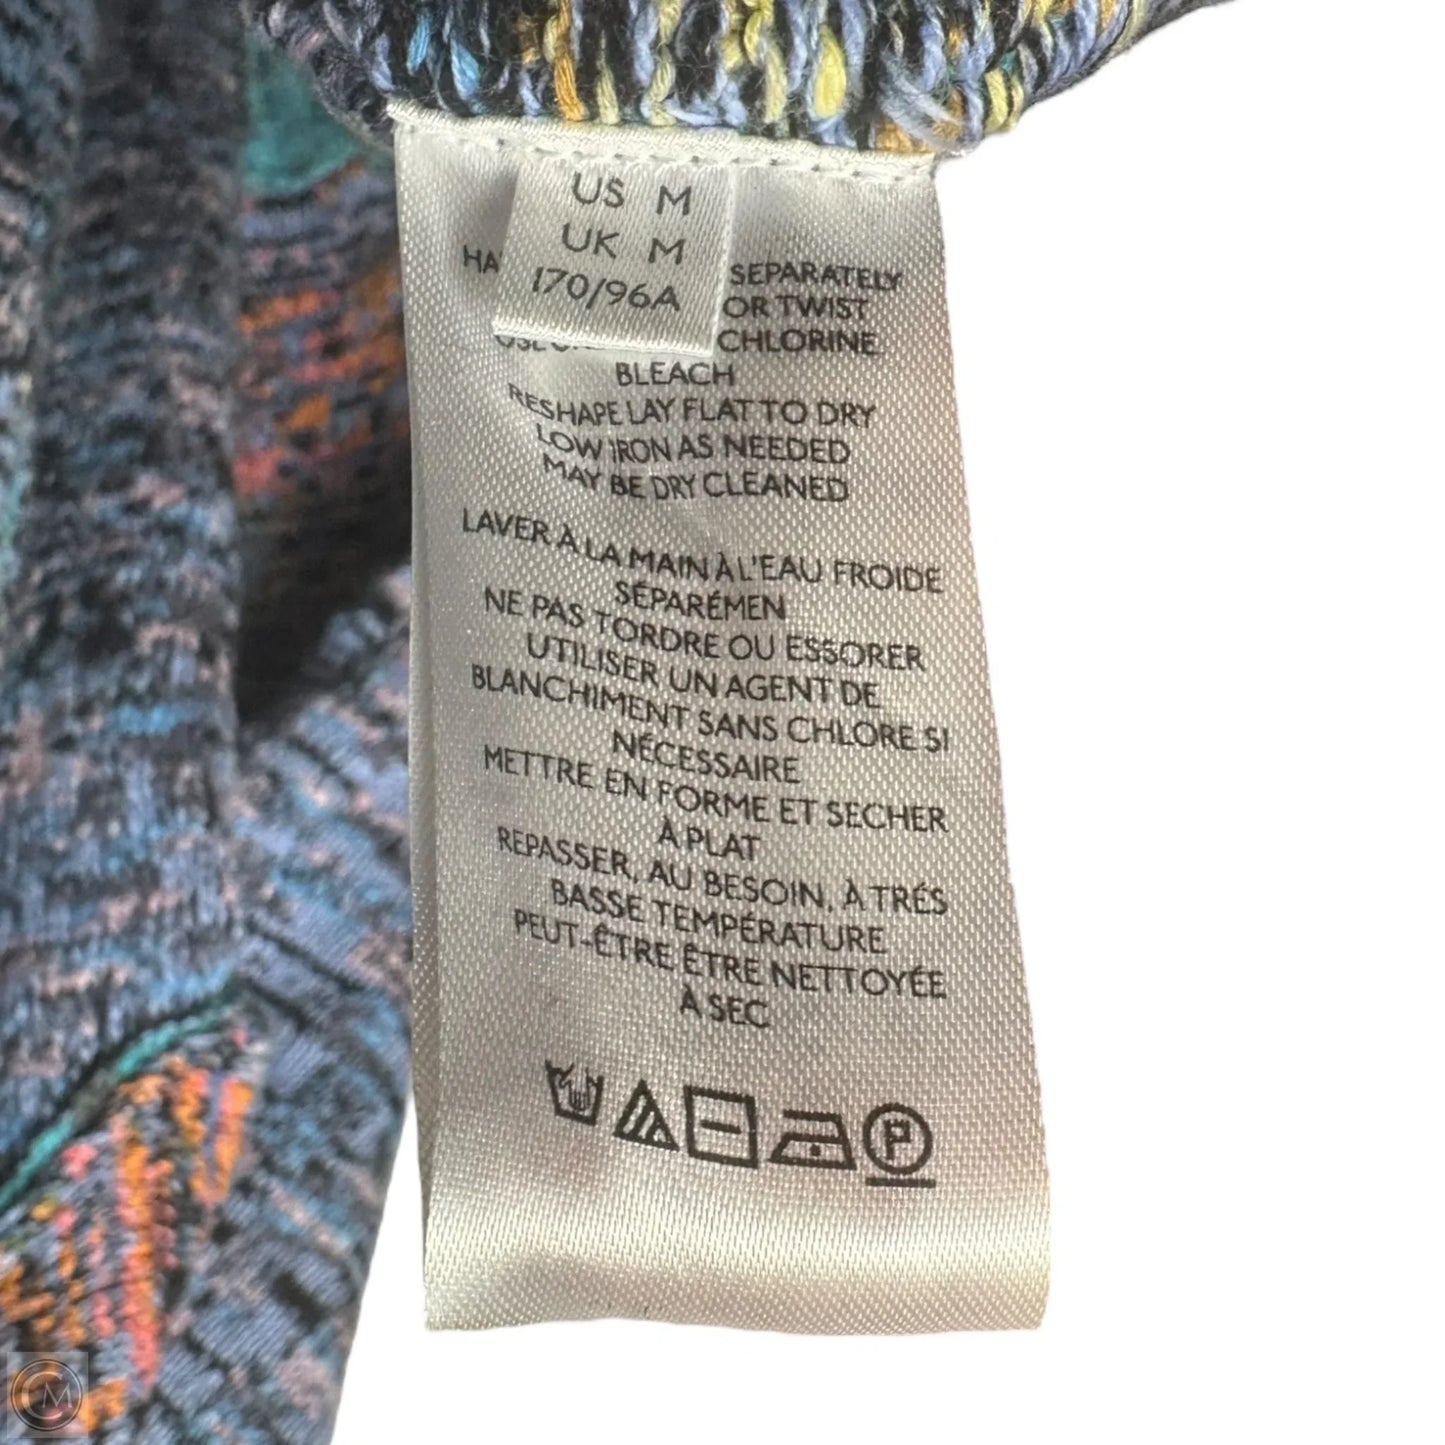 US M
UK M
170/96A
SEPARATELY
OR TWIST
CHLORINE
BLEACH
RESHAPE LAY FLAT TO DRY
LOW IRON AS NEEDED
MAY BE DRY CLEANED
LAVER À LA MAIN À L'EAU FROIDE
SÉPARÉMEN
NE PAS TORDRE OU ESSORER
UTILISER UN AGENT DE
BLANCHIMENT SANS CHLORE SI
NÉCESSAIRE
METTRE EN FORME ET SECHER
À PLAT
REPASSER, AU BESOIN, À TRÉS
BASSE TEMPÉRATURE
PEUT-ÊTRE ÊTRE NETTOYÉE
À SEC
P
CM